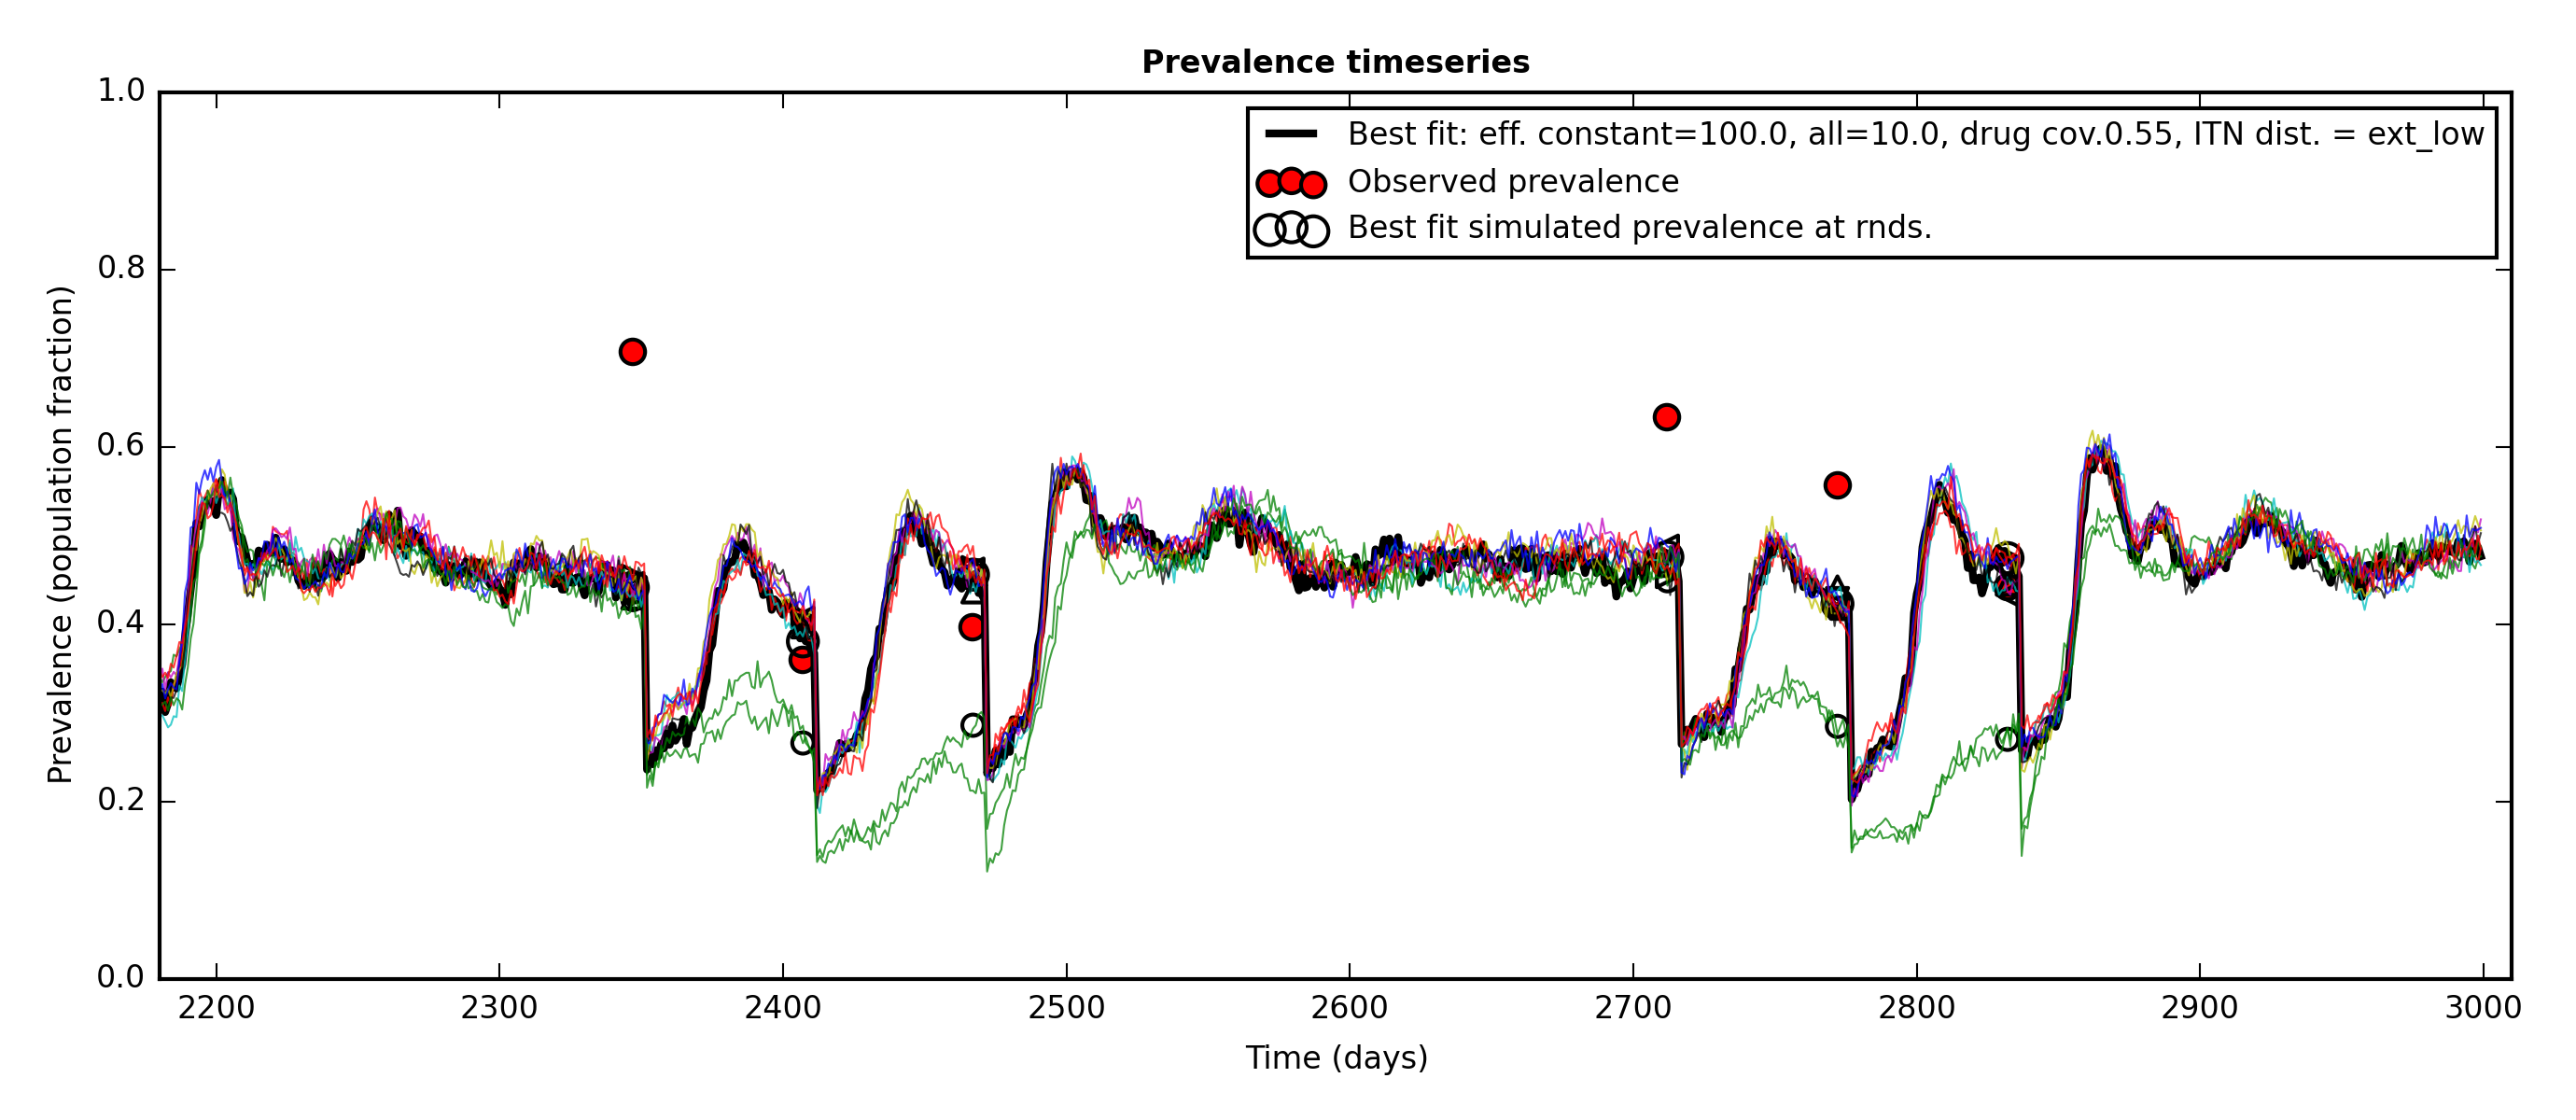 Prevalence timeseries
Best fit: eff. constant=100.0, all=10.0, drug cov.0.55, ITN dist. = ext_low
Observed prevalence
Best fit simulated prevalence at rnds.
Prevalence (population fraction)
1.0
0.8
0.6
0.4
0.2
0.0
2200 2300 2400 2500 2600 2700 2800 2900 3000
Time (days)